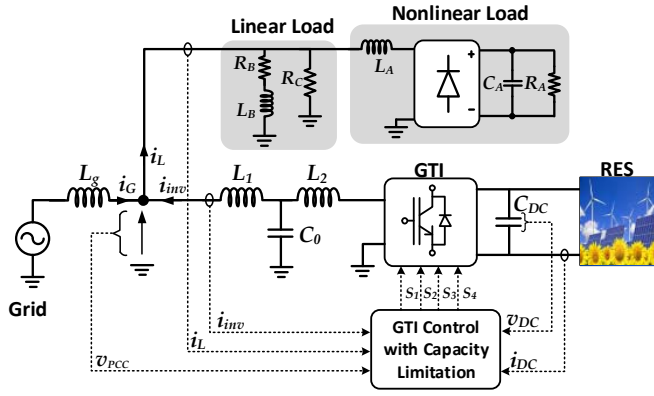 Linear Load
Nonlinear Load
R_B
L_B
R_C
L_A
+
-
C_A
R_A
i_L
L_g
i_G
i_inv
L_1
L_2
C_0
GTI
C_DC
RES
Grid
S_1
S_2
S_3
S_4
i_inv
i_L
v_PCC
GTI Control
with Capacity
Limitation
v_DC
i_DC